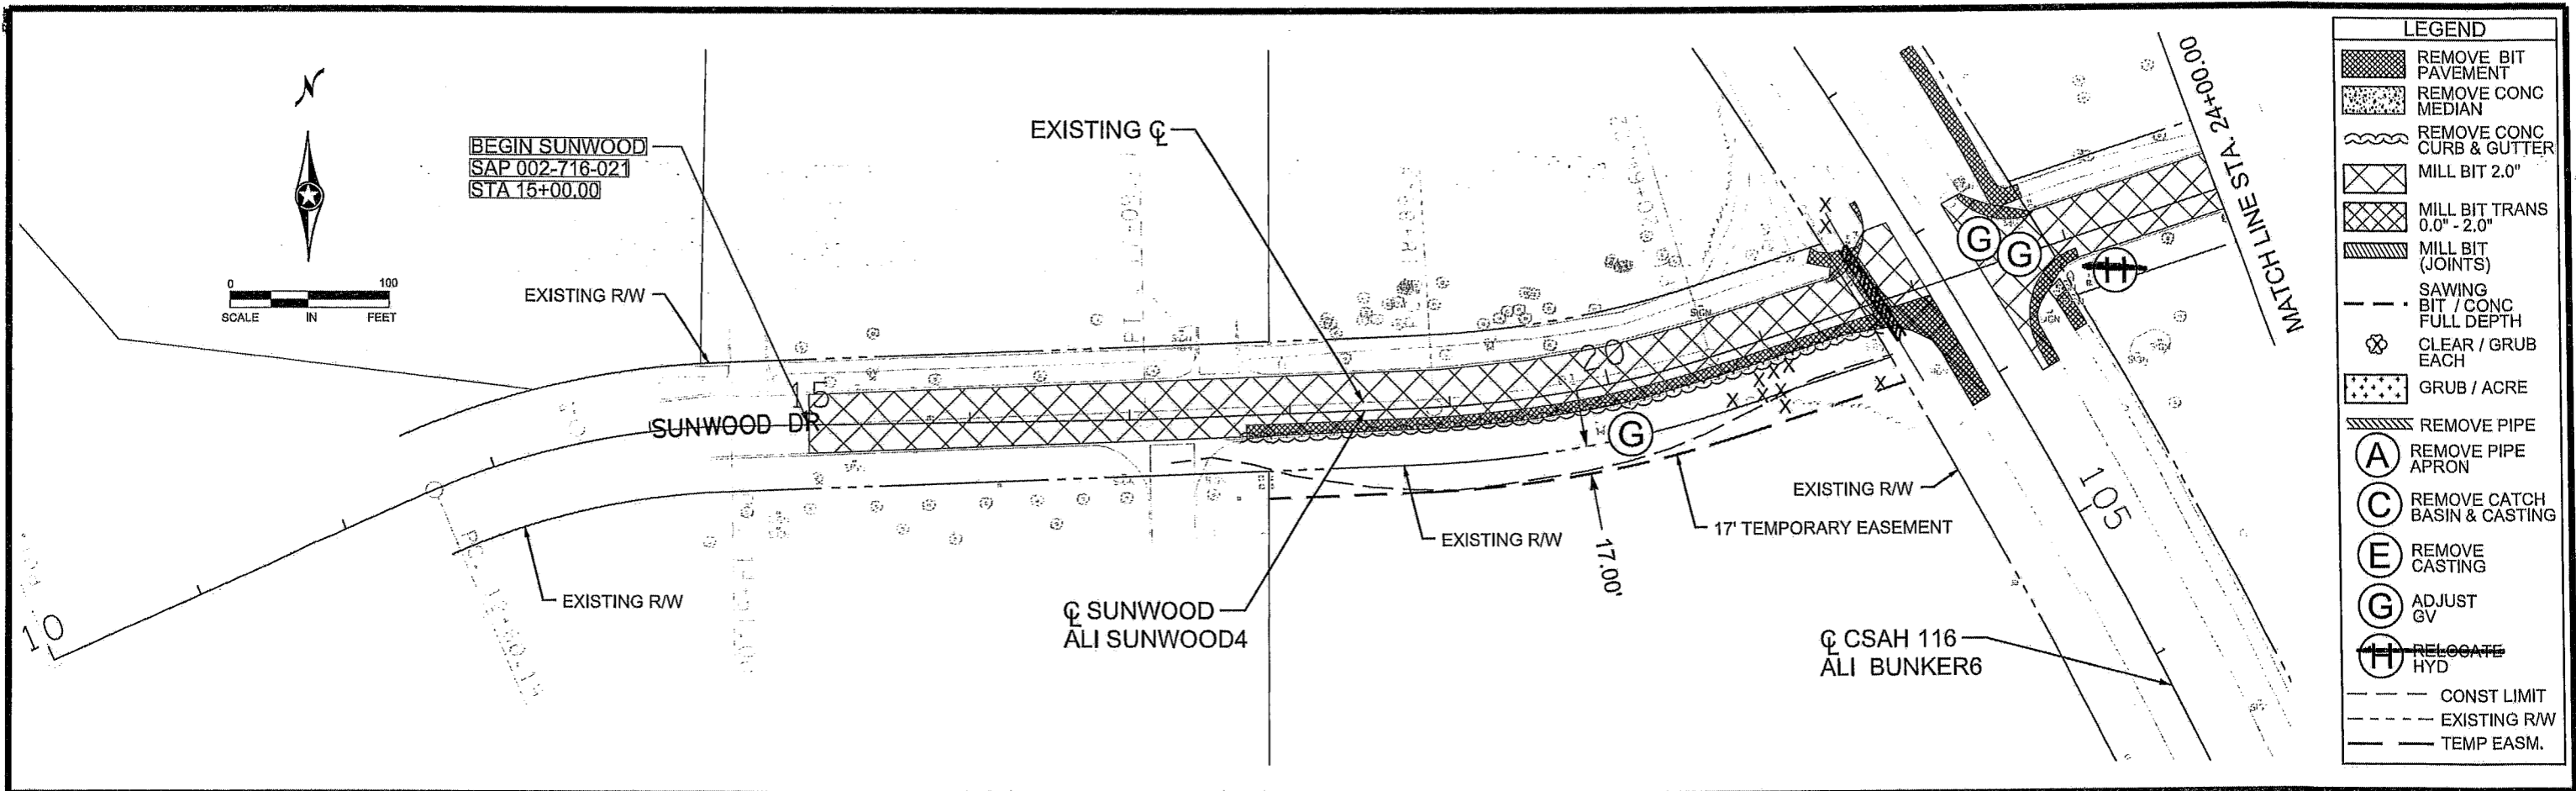 N
0 100
SCALE IN FEET
BEGIN SUNWOOD
SAP 002-716-021
STA 15+00.00
EXISTING R/W
EXISTING ℄
15
SUNWOOD DR
20
10
EXISTING R/W
℄ SUNWOOD
ALI SUNWOOD4
EXISTING R/W
17.00'
17' TEMPORARY EASEMENT
EXISTING R/W
105
℄ CSAH 116
ALI BUNKER6
G
G
G
H
MATCH LINE STA. 24+00.00
LEGEND
REMOVE BIT
PAVEMENT
REMOVE CONC
MEDIAN
REMOVE CONC
CURB & GUTTER
MILL BIT 2.0"
MILL BIT TRANS
0.0" - 2.0"
MILL BIT
(JOINTS)
SAWING
BIT / CONC
FULL DEPTH
CLEAR / GRUB
EACH
GRUB / ACRE
REMOVE PIPE
A REMOVE PIPE
APRON
C REMOVE CATCH
BASIN & CASTING
E REMOVE
CASTING
G ADJUST
GV
H RELOCATE
HYD
CONST LIMIT
EXISTING R/W
TEMP EASM.